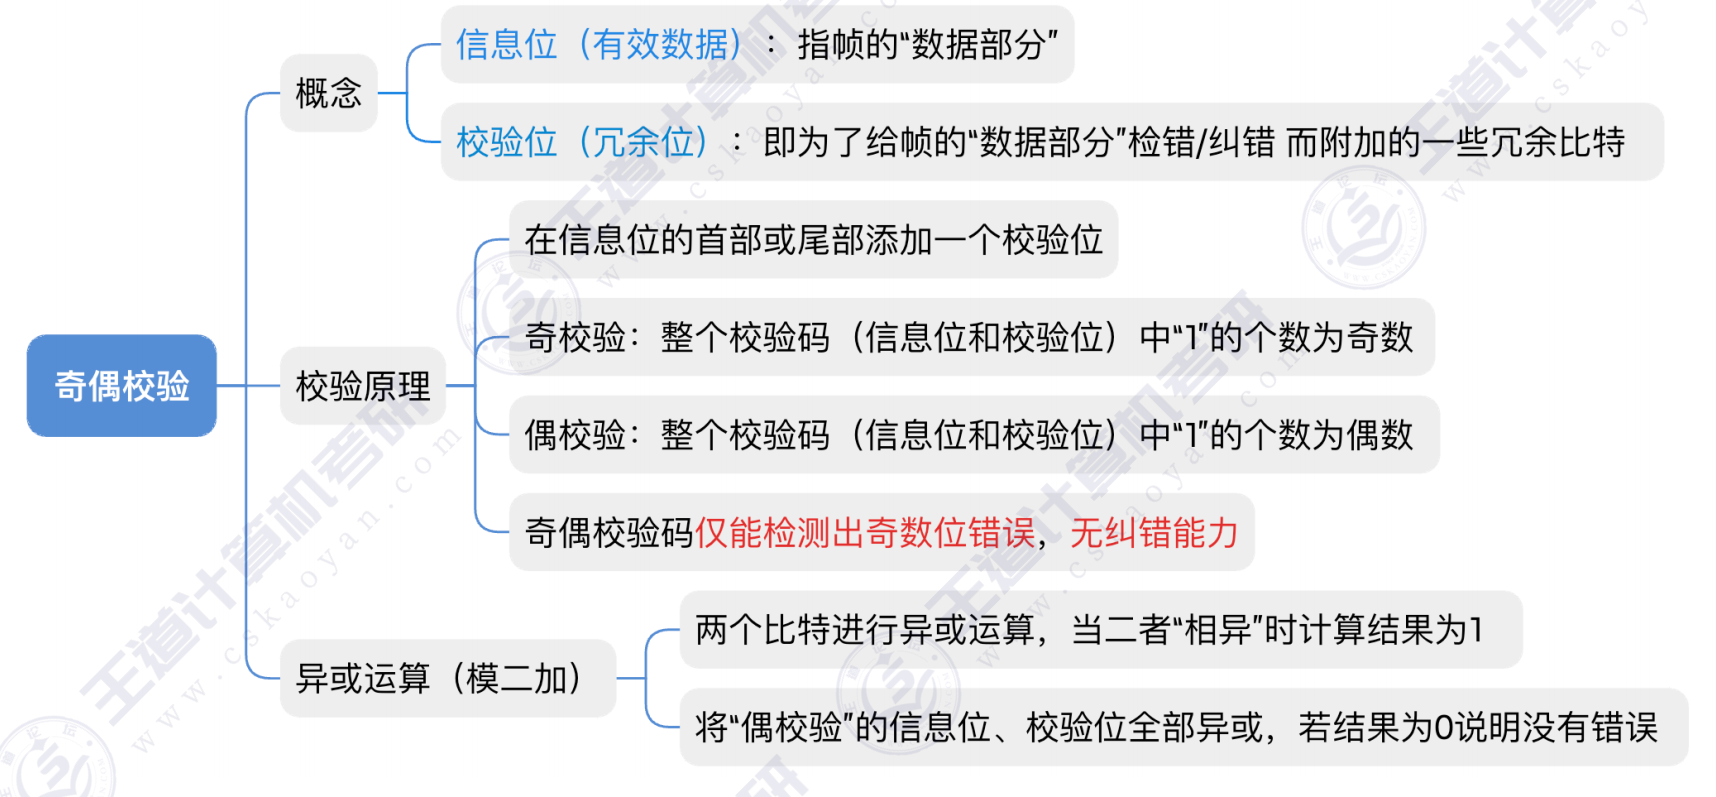 奇偶校验
概念
信息位（有效数据）：指帧的“数据部分”
校验位（冗余位）：即为了给帧的“数据部分”检错/纠错 而附加的一些冗余比特
校验原理
在信息位的首部或尾部添加一个校验位
奇校验：整个校验码（信息位和校验位）中“1”的个数为奇数
偶校验：整个校验码（信息位和校验位）中“1”的个数为偶数
奇偶校验码仅能检测出奇数位错误，无纠错能力
异或运算（模二加）
两个比特进行异或运算，当二者“相异”时计算结果为1
将“偶校验”的信息位、校验位全部异或，若结果为0说明没有错误
王道计算机考研
www.cskaoyan.com